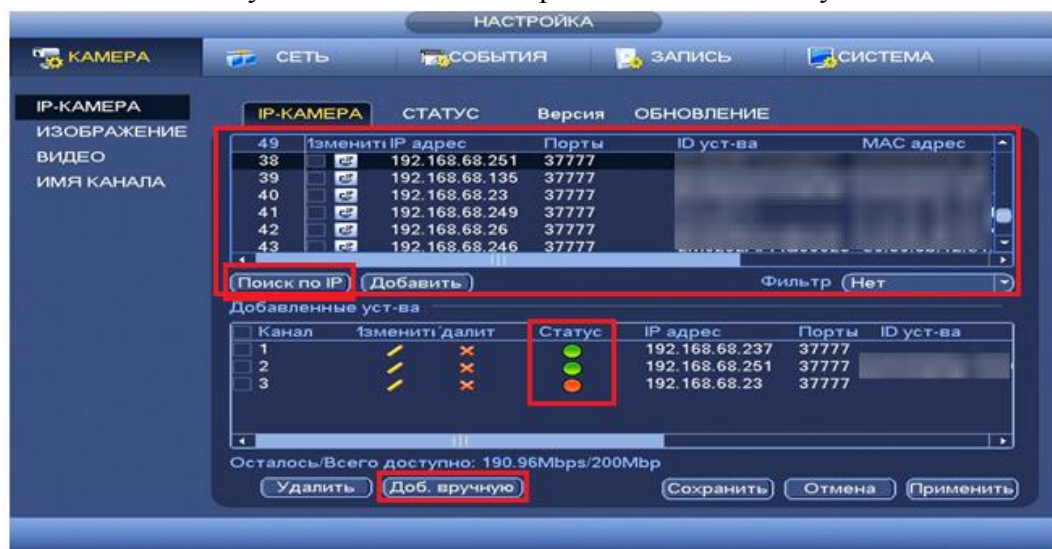 НАСТРОЙКА
КАМЕРА СЕТЬ СОБЫТИЯ ЗАПИСЬ СИСТЕМА
IP-КАМЕРА
ИЗОБРАЖЕНИЕ
ВИДЕО
ИМЯ КАНАЛА
IP-КАМЕРА СТАТУС Версия ОБНОВЛЕНИЕ
49 Изменить IP адрес Порты ID уст-ва MAC адрес
38 192.168.68.251 37777
39 192.168.68.135 37777
40 192.168.68.23 37777
41 192.168.68.249 37777
42 192.168.68.26 37777
43 192.168.68.246 37777
Поиск по IP Добавить Фильтр Нет
Добавленные уст-ва
Канал Изменить далит Статус IP адрес Порты ID уст-ва
1 192.168.68.237 37777
2 192.168.68.251 37777
3 192.168.68.23 37777
Осталось/Всего доступно: 190.96Mbps/200Mbp
Удалить Доб. вручную Сохранить Отмена Применить